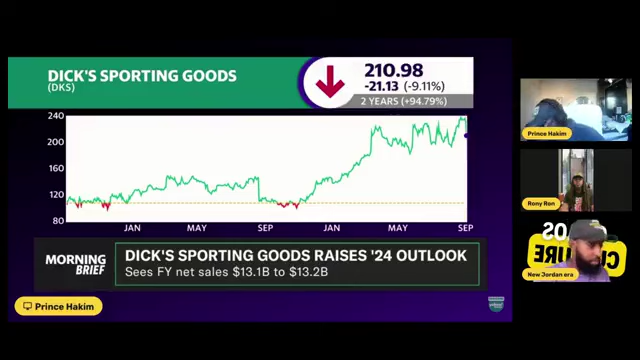 DICK'S SPORTING GOODS
(DKS)
210.98
-21.13 (-9.11%)
2 YEARS (+94.79%)
240
200
160
120
80
JAN MAY SEP JAN MAY SEP
MORNING
BRIEF
DICK'S SPORTING GOODS RAISES '24 OUTLOOK
Sees FY net sales $13.1B to $13.2B
Prince Hakim
Prince Hakim
Rony Ron
New Jordan era